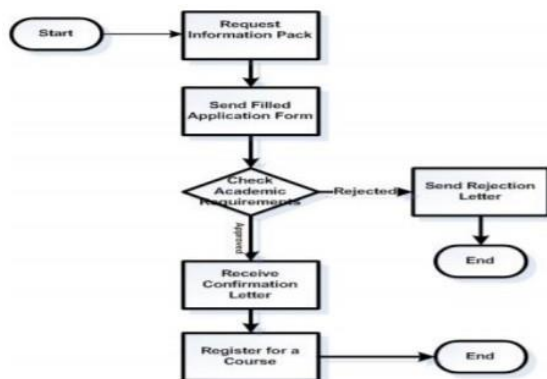 Start
Request
Information Pack
Send Filled
Application Form
Check
Academic
Requirements
Rejected
Send Rejection
Letter
End
Approved
Receive
Confirmation
Letter
Register for a
Course
End